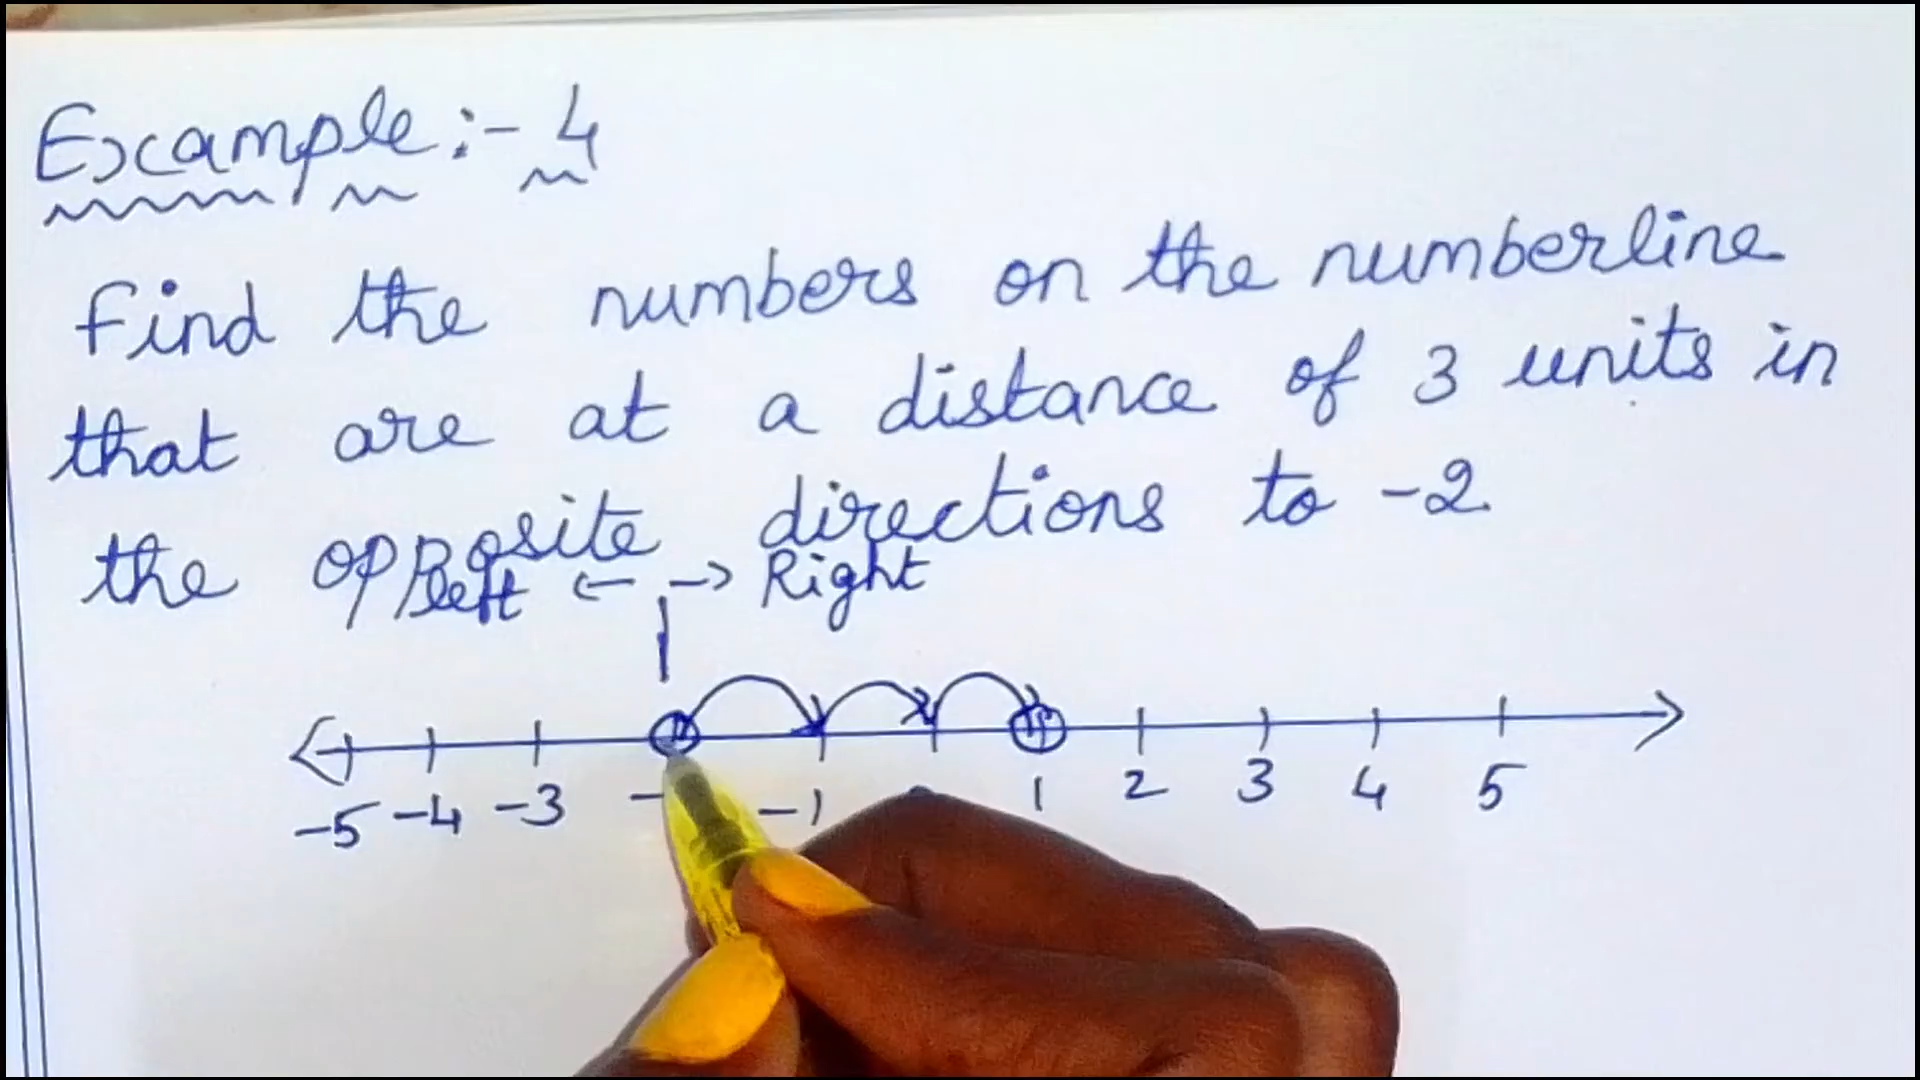 Example:- 4
Find the numbers on the numberline
that are at a distance of 3 units in
the opposite directions to -2
left ← → Right
-5 -4 -3 - -1 1 2 3 4 5